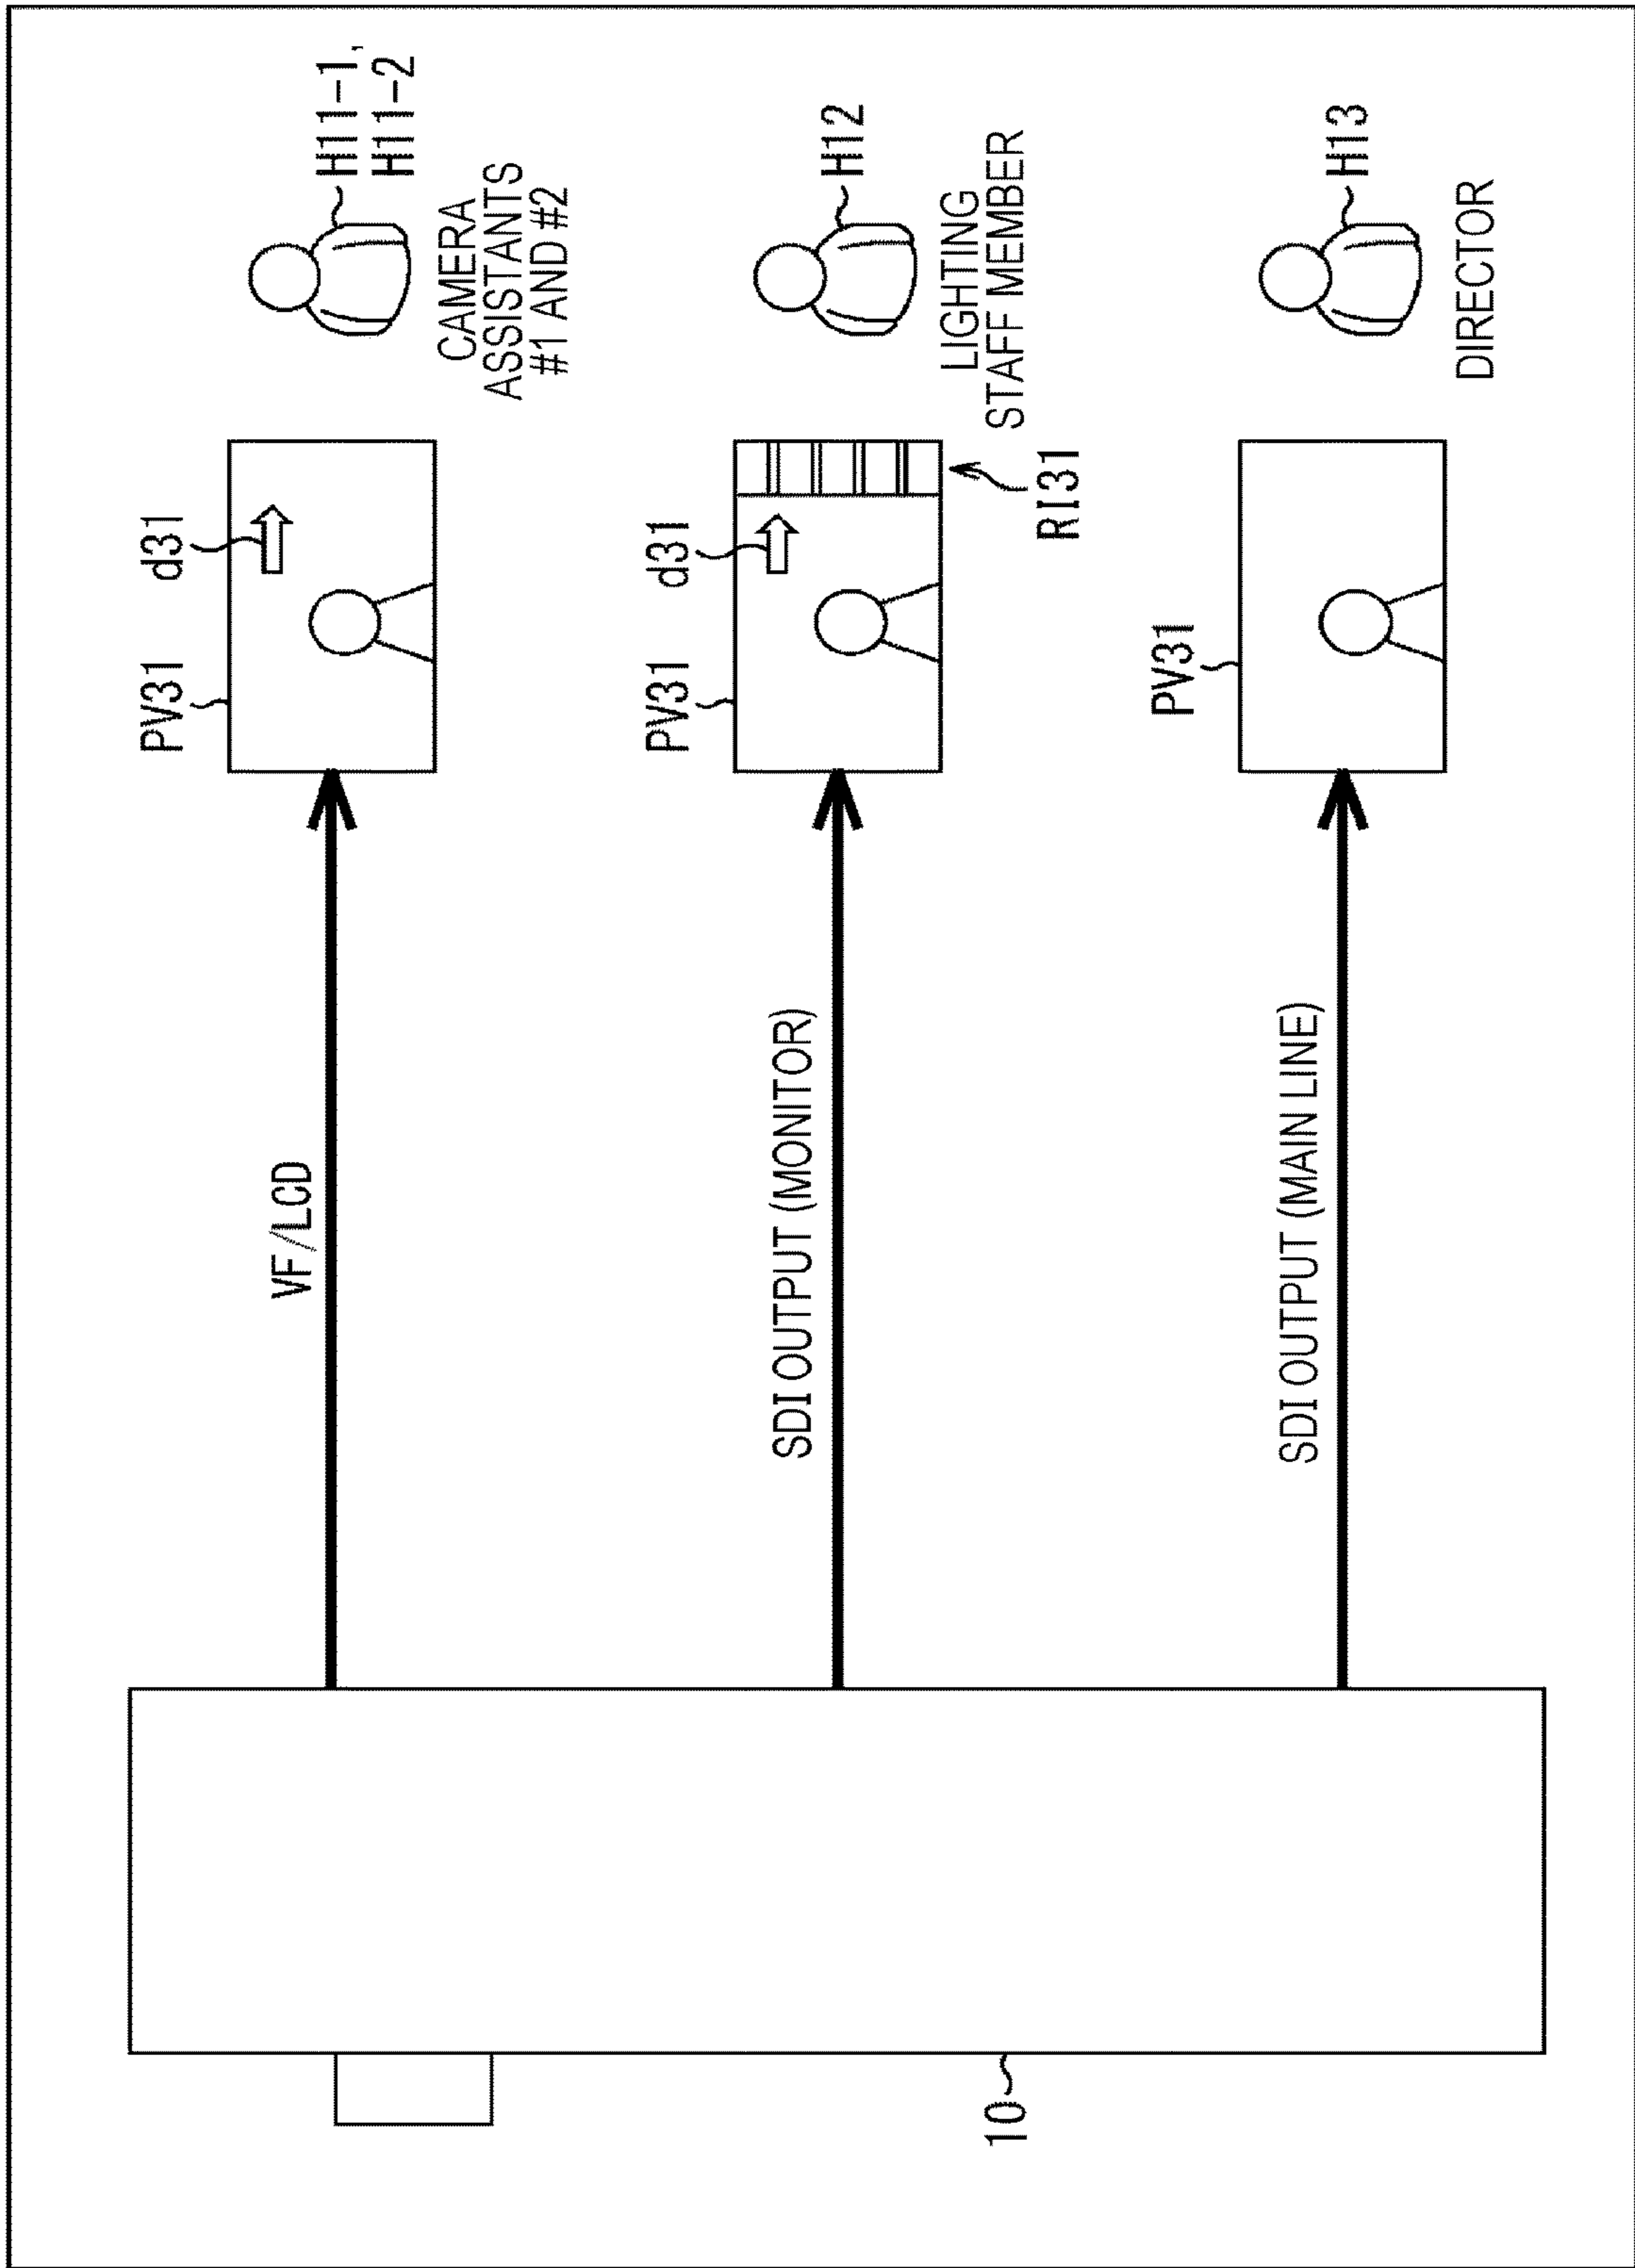 VF/LCD
PV31
d31
H11-1,
H11-2
CAMERA
ASSISTANTS
#1 AND #2
SDI OUTPUT (MONITOR)
PV31
d31
RI31
H12
LIGHTING
STAFF MEMBER
SDI OUTPUT (MAIN LINE)
PV31
H13
DIRECTOR
10